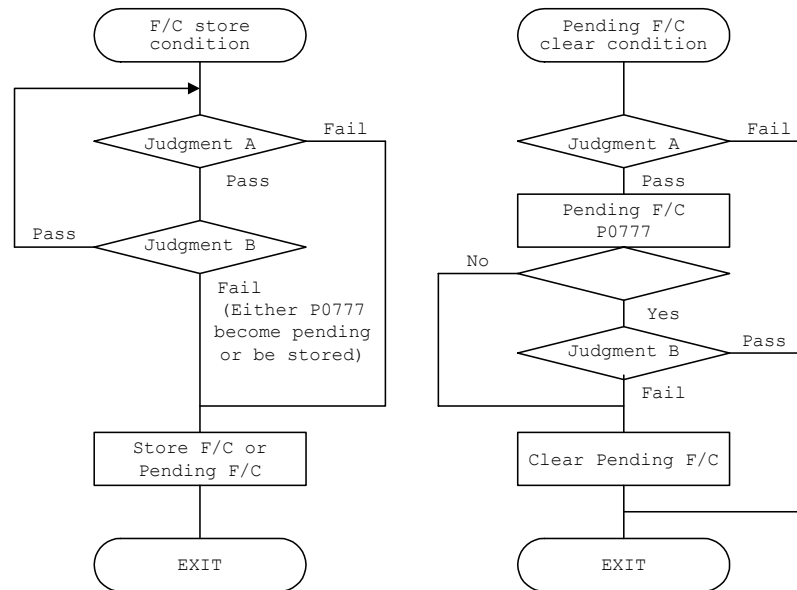 F/C store
condition
Judgment A
Fail
Pass
Pass
Judgment B
Fail
(Either P0777
become pending
or be stored)
Store F/C or
Pending F/C
EXIT
Pending F/C
clear condition
Judgment A
Fail
Pass
Pending F/C
P0777
No
Yes
Judgment B
Pass
Fail
Clear Pending F/C
EXIT